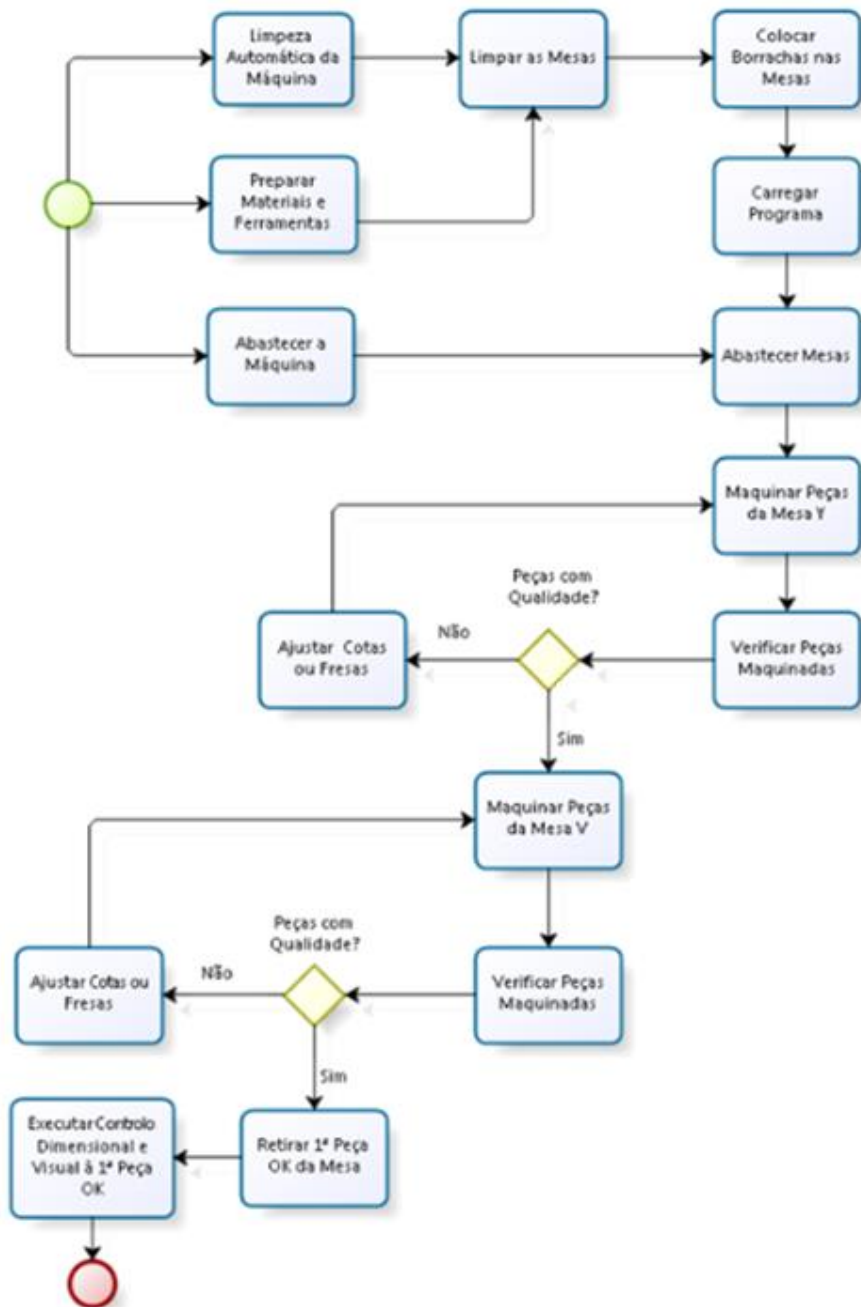 Limpeza
Automática da
Máquina
Limpar as Mesas
Colocar
Borrachas nas
Mesas
Preparar
Materiais e
Ferramentas
Carregar
Programa
Abastecer a
Máquina
Abastecer Mesas
Maquinar Peças
da Mesa Y
Peças com
Qualidade?
Ajustar Cotas
ou Fresas
Não
Verificar Peças
Maquinadas
Sim
Maquinar Peças
da Mesa V
Peças com
Qualidade?
Ajustar Cotas ou
Fresas
Não
Verificar Peças
Maquinadas
Sim
Executar Controlo
Dimensional e
Visual à 1ª Peça
OK
Retirar 1ª Peça
OK da Mesa